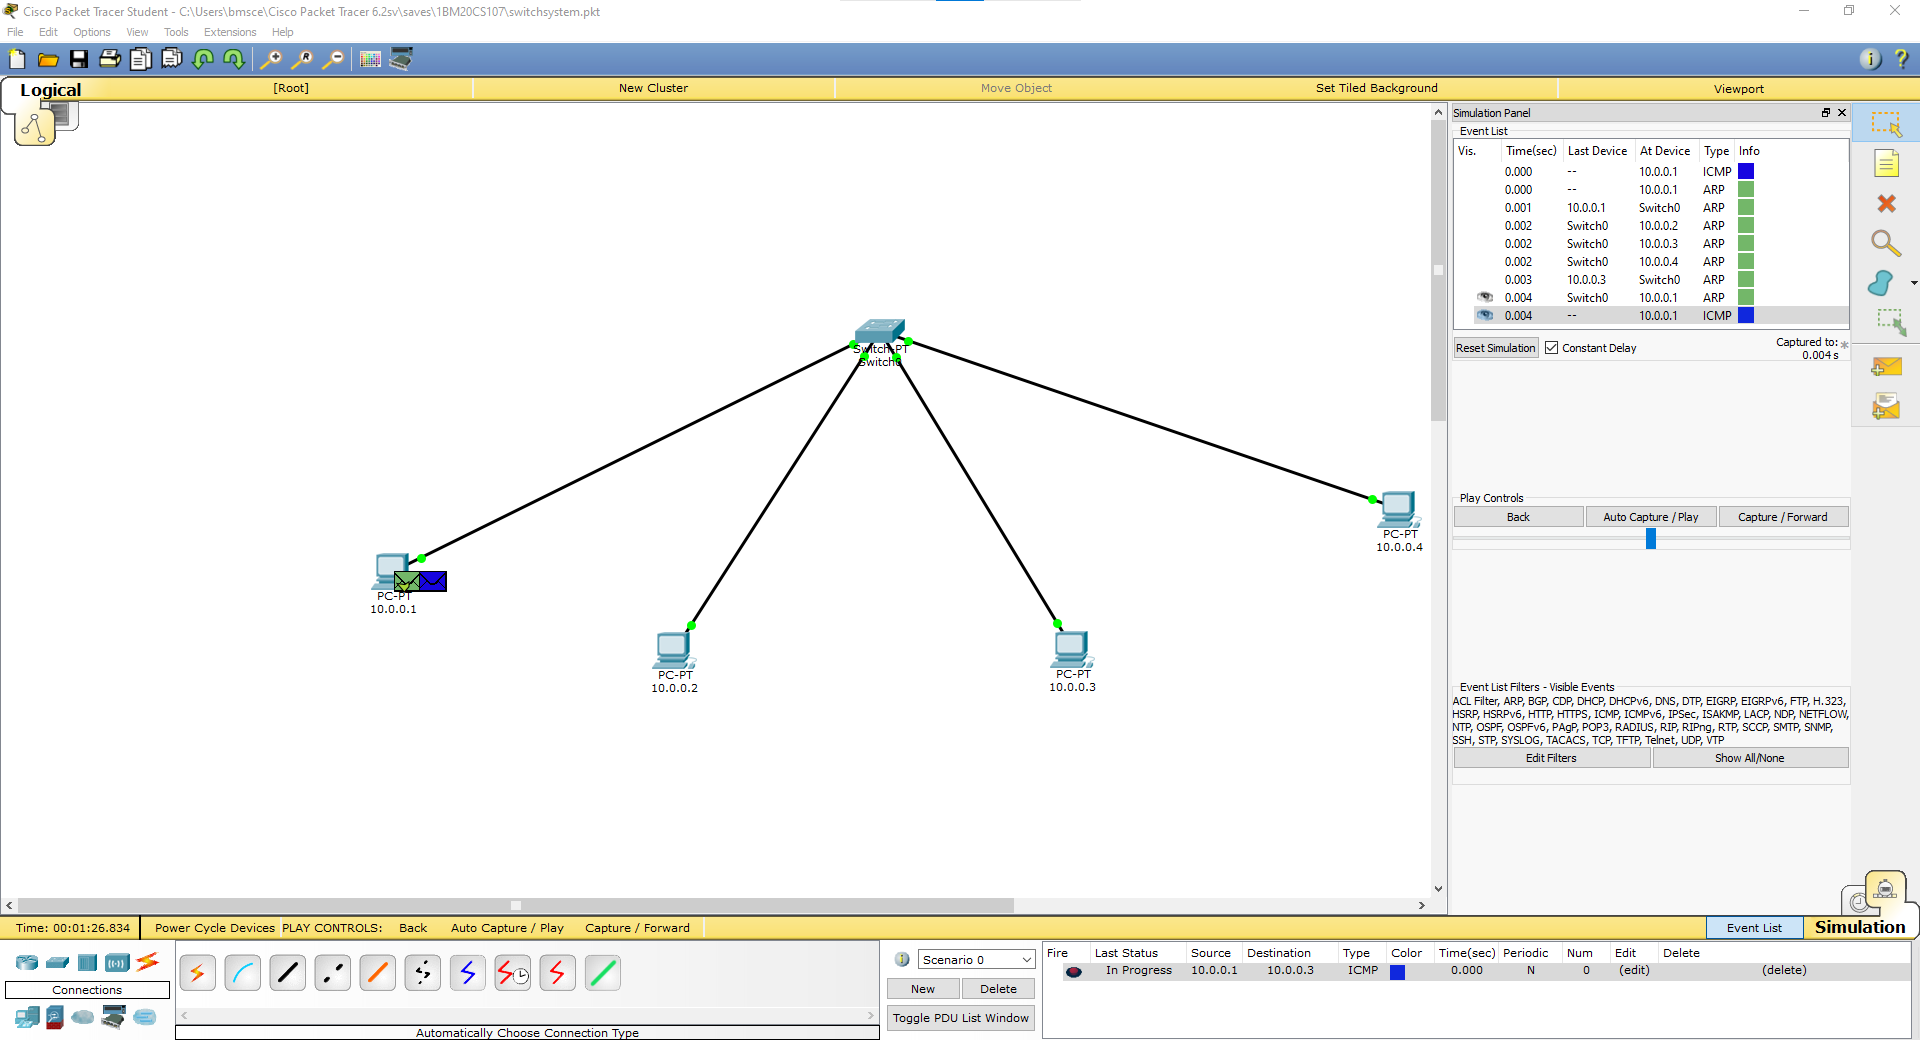 Cisco Packet Tracer Student - C:\Users\bmsce\Cisco Packet Tracer 6.2sv\saves\1BM20CS107\switchsystem.pkt
File Edit Options View Tools Extensions Help
Logical [Root] New Cluster Move Object Set Tiled Background Viewport
Simulation Panel
Event List
Vis. Time(sec) Last Device At Device Type Info
0.000 -- 10.0.0.1 ICMP
0.000 -- 10.0.0.1 ARP
0.001 10.0.0.1 Switch0 ARP
0.002 Switch0 10.0.0.2 ARP
0.002 Switch0 10.0.0.3 ARP
0.002 Switch0 10.0.0.4 ARP
0.003 10.0.0.3 Switch0 ARP
0.004 Switch0 10.0.0.1 ARP
0.004 -- 10.0.0.1 ICMP
Reset Simulation Constant Delay Captured to: *
0.004 s
Switch-PT
Switch0
PC-PT
10.0.0.4
PC-PT
10.0.0.1
PC-PT
10.0.0.2
PC-PT
10.0.0.3
Play Controls
Back Auto Capture / Play Capture / Forward
Event List Filters - Visible Events
ACL Filter, ARP, BGP, CDP, DHCP, DHCPv6, DNS, DTP, EIGRP, EIGRPv6, FTP, H.323,
HSRP, HSRPv6, HTTP, HTTPS, ICMP, ICMPv6, IPSec, ISAKMP, LACP, NDP, NETFLOW,
NTP, OSPF, OSPFv6, PAgP, POP3, RADIUS, RIP, RIPng, RTP, SCCP, SMTP, SNMP,
SSH, STP, SYSLOG, TACACS, TCP, TFTP, Telnet, UDP, VTP
Edit Filters Show All/None
Time: 00:01:26.834 Power Cycle Devices PLAY CONTROLS: Back Auto Capture / Play Capture / Forward Event List Simulation
Connections
Automatically Choose Connection Type
Scenario 0
New Delete
Toggle PDU List Window
Fire Last Status Source Destination Type Color Time(sec) Periodic Num Edit Delete
In Progress 10.0.0.1 10.0.0.3 ICMP 0.000 N 0 (edit) (delete)